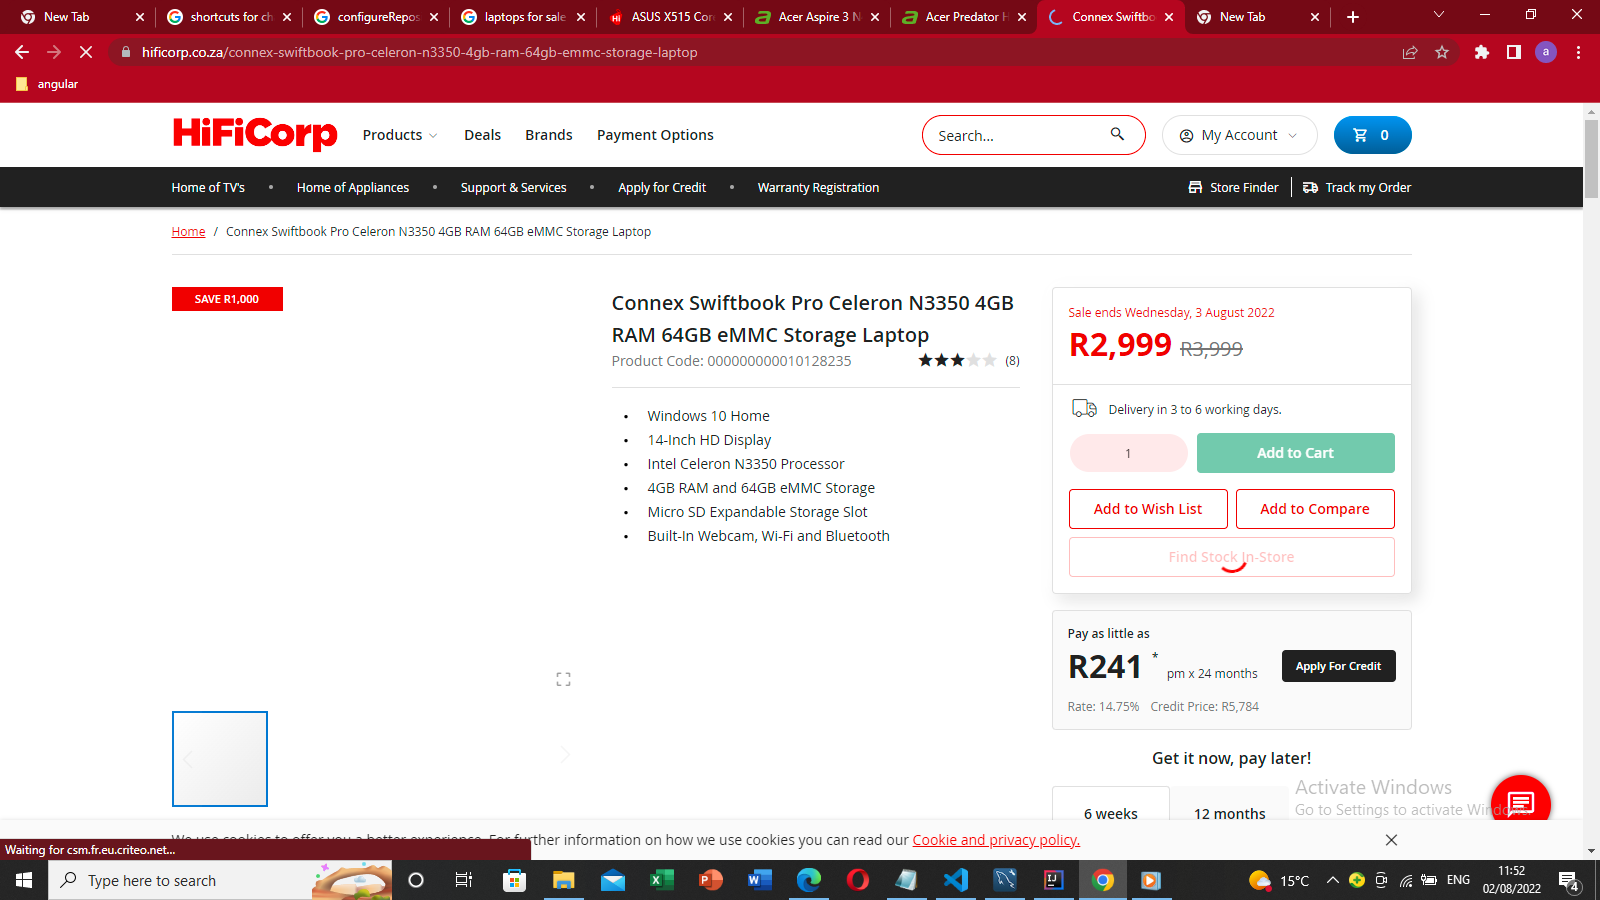 New Tab
shortcuts for ch
configureRepos
laptops for sale
ASUS X515 Cor
Acer Aspire 3 N
Acer Predator H
Connex Swiftbo
New Tab
hificorp.co.za/connex-swiftbook-pro-celeron-n3350-4gb-ram-64gb-emmc-storage-laptop
a
angular
HiFiCorp
Products
Deals
Brands
Payment Options
Search...
My Account
0
Home of TV's
Home of Appliances
Support & Services
Apply for Credit
Warranty Registration
Store Finder
Track my Order
Home / Connex Swiftbook Pro Celeron N3350 4GB RAM 64GB eMMC Storage Laptop
SAVE R1,000
Connex Swiftbook Pro Celeron N3350 4GB
RAM 64GB eMMC Storage Laptop
Product Code: 000000000010128235
(8)
• Windows 10 Home
• 14-Inch HD Display
• Intel Celeron N3350 Processor
• 4GB RAM and 64GB eMMC Storage
• Micro SD Expandable Storage Slot
• Built-In Webcam, Wi-Fi and Bluetooth
Sale ends Wednesday, 3 August 2022
R2,999 R3,999
Delivery in 3 to 6 working days.
1
Add to Cart
Add to Wish List
Add to Compare
Find Stock In-Store
Pay as little as
R241 * pm x 24 months
Apply For Credit
Rate: 14.75% Credit Price: R5,784
Get it now, pay later!
6 weeks
12 months
Activate Windows
Go to Settings to activate Windows.
We use cookies to offer you a better experience. For further information on how we use cookies you can read our Cookie and privacy policy.
Waiting for csm.fr.eu.criteo.net...
Type here to search
15°C
ENG
11:52
02/08/2022
4